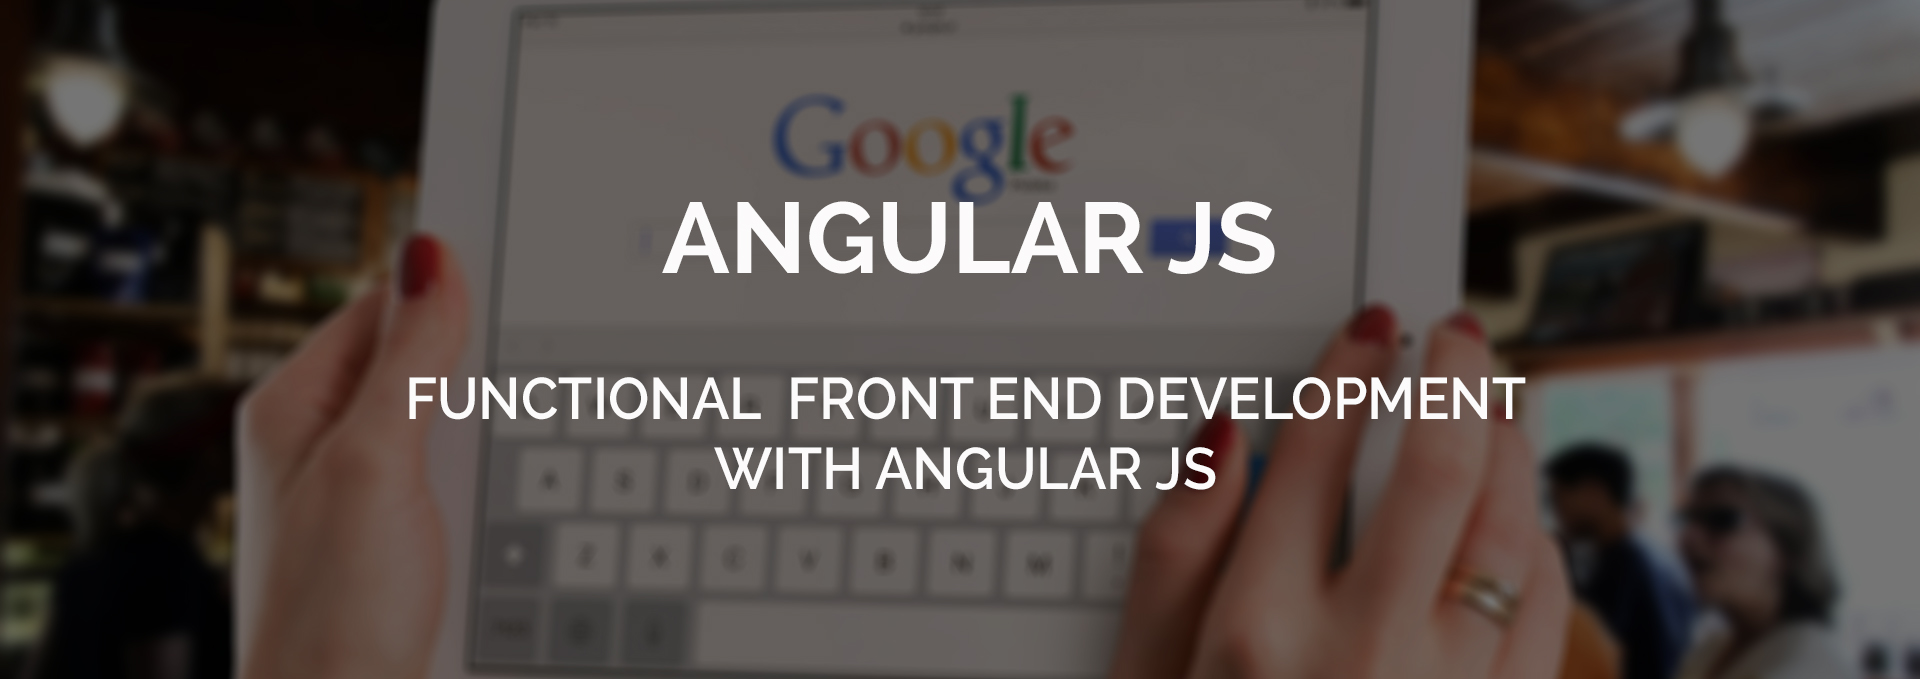 Google
ANGULAR JS
FUNCTIONAL FRONT END DEVELOPMENT
WITH ANGULAR JS
A S D
Z X C V B N M